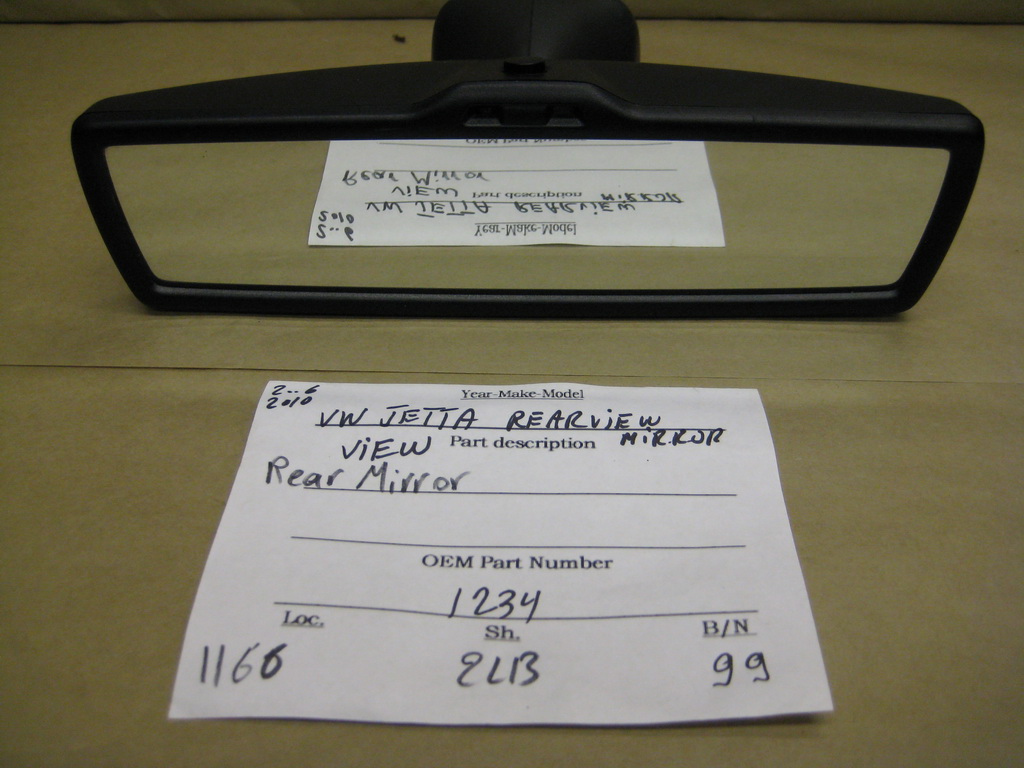 2..6
2010
Year-Make-Model
VW JETTA REARVIEW
MIRROR
VIEW Part description
Rear Mirror
OEM Part Number
1234
Loc. Sh. B/N
1166 2LB 99